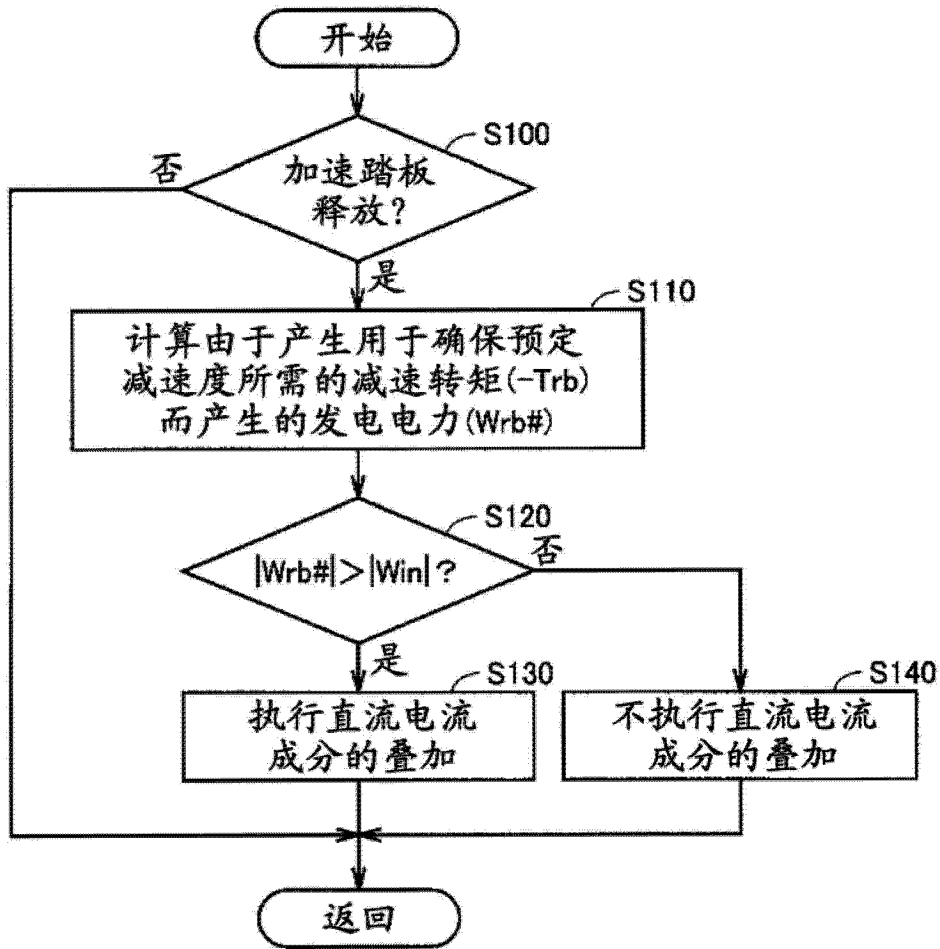 开始
S100
否
加速踏板
释放?
是
S110
计算由于产生用于确保预定
减速度所需的减速转矩(-Trb)
而产生的发电电力(Wrb#)
S120
否
|Wrb#|>|Win|?
是
S130
S140
执行直流电流
成分的叠加
不执行直流电流
成分的叠加
返回